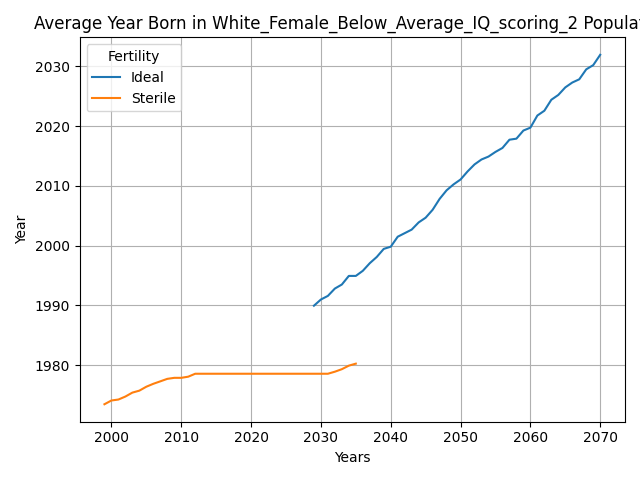 Average Year Born in White_Female_Below_Average_IQ_scoring_2 Populat
Fertility
Ideal
Sterile
Year
2030
2020
2010
2000
1990
1980
2000 2010 2020 2030 2040 2050 2060 2070
Years